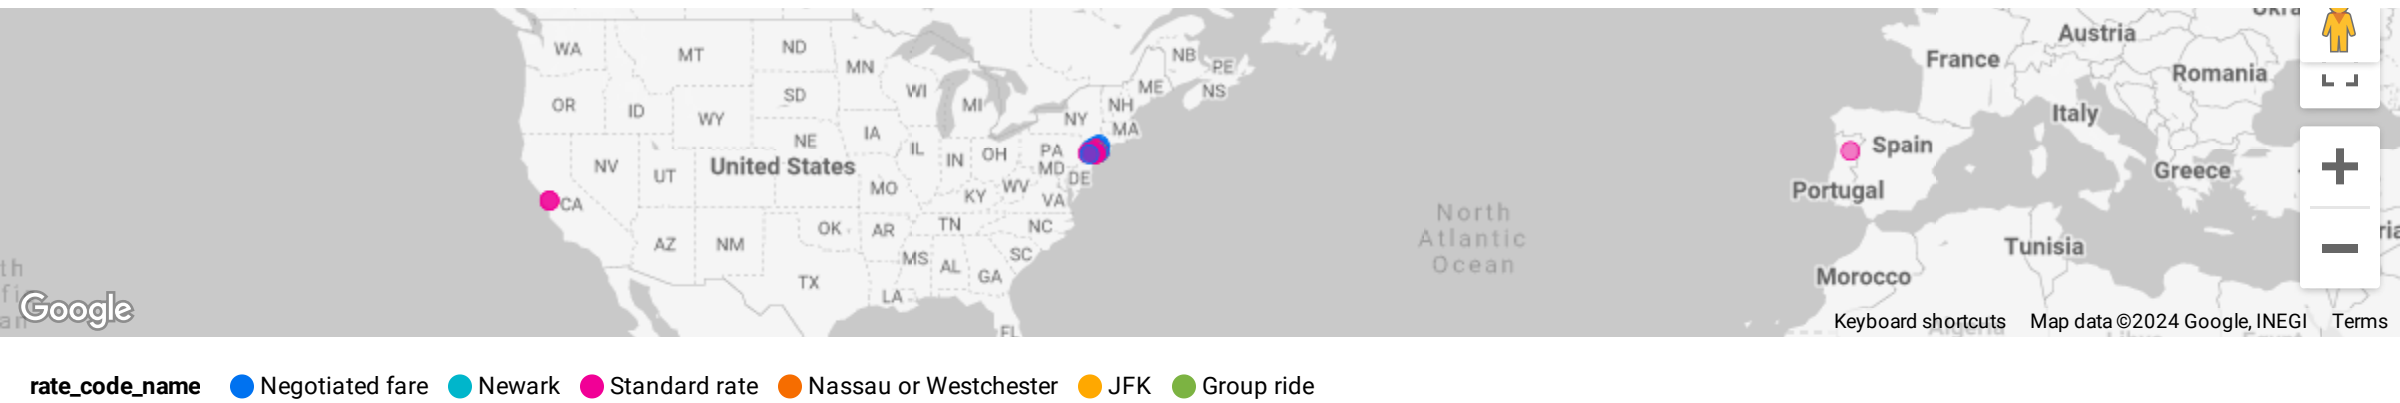 WA
MT
ND
MN
NB
PE
NS
ME
NH
MA
NY
OR
ID
WY
SD
WI
MI
NE
IA
IL
IN
OH
PA
MD
DE
NV
UT
United States
CA
MO
KY
WV
VA
AZ
NM
OK
AR
TN
NC
SC
TX
MS
AL
GA
LA
FL
North
Atlantic
Ocean
Austria
France
Romania
Italy
Spain
Greece
Portugal
Tunisia
Morocco
Algeria
Google
Keyboard shortcuts Map data ©2024 Google, INEGI Terms
rate_code_name Negotiated fare Newark Standard rate Nassau or Westchester JFK Group ride